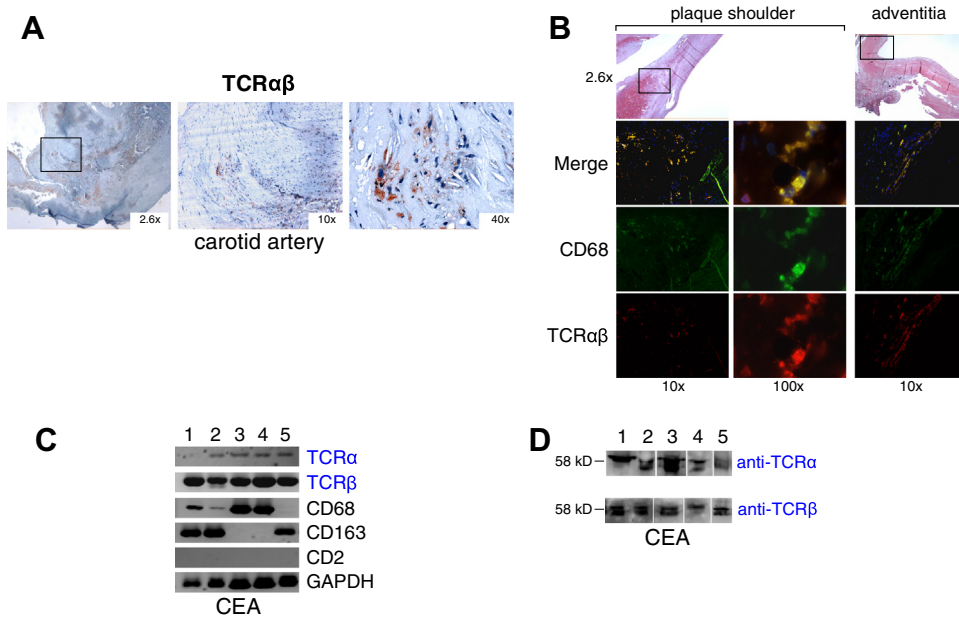 A
TCRαβ
2.6x
10x
40x
carotid artery
B
plaque shoulder
adventitia
2.6x
Merge
CD68
TCRαβ
10x
100x
10x
C
1 2 3 4 5
TCRα
TCRβ
CD68
CD163
CD2
GAPDH
CEA
D
1 2 3 4 5
58 kD
anti-TCRα
58 kD
anti-TCRβ
CEA